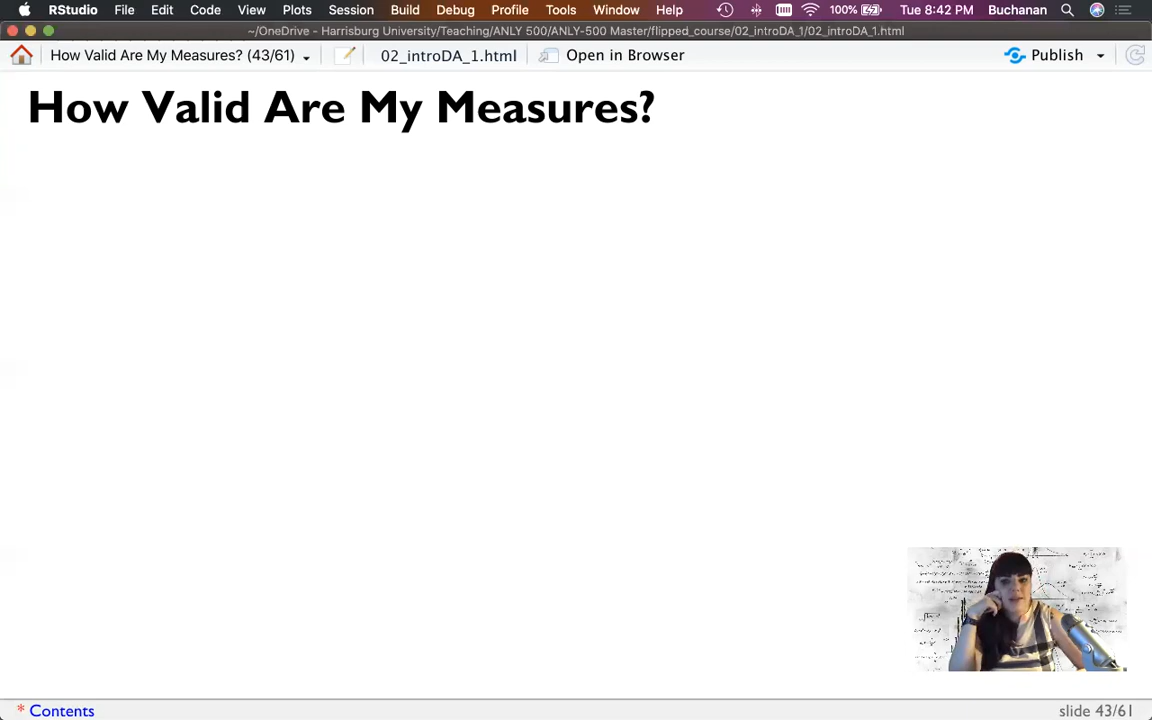 RStudio File Edit Code View Plots Session Build Debug Profile Tools Window Help 100% Tue 8:42 PM Buchanan
~/OneDrive - Harrisburg University/Teaching/ANLY 500/ANLY-500 Master/flipped_course/02_introDA_1/02_introDA_1.html
How Valid Are My Measures? (43/61) 02_introDA_1.html Open in Browser Publish
How Valid Are My Measures?
* Contents slide 43/61